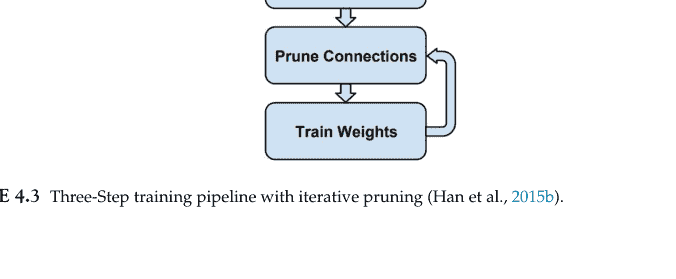 Prune Connections
Train Weights
E 4.3 Three-Step training pipeline with iterative pruning (Han et al., 2015b).